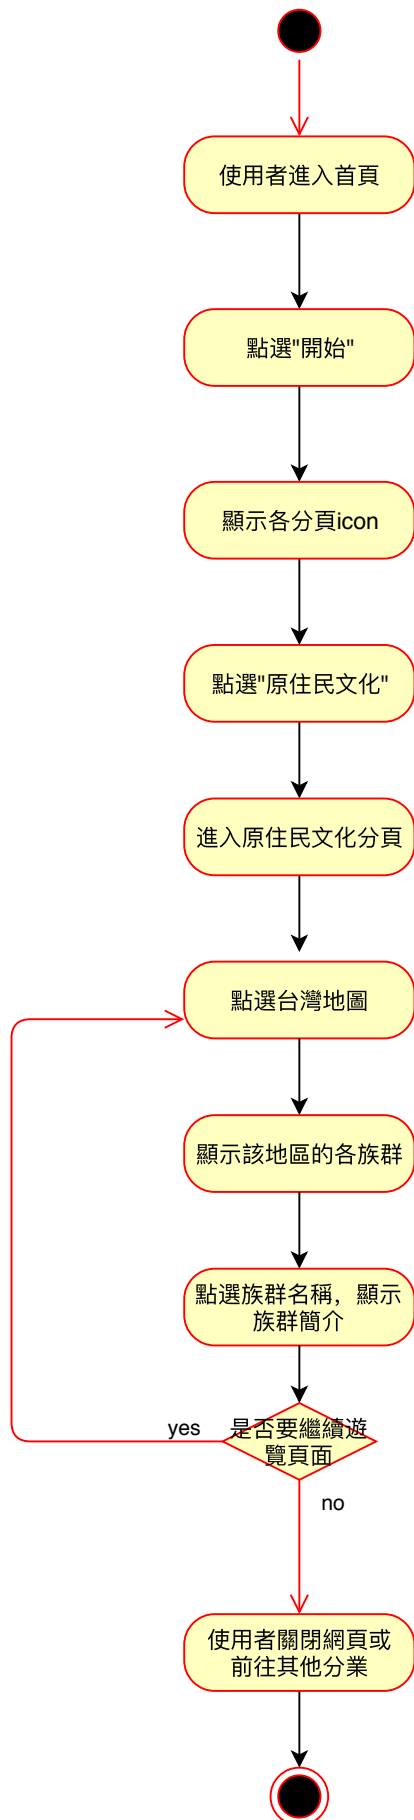 使用者進入首頁
點選"開始"
顯示各分頁icon
點選"原住民文化"
進入原住民文化分頁
點選台灣地圖
顯示該地區的各族群
點選族群名稱，顯示
族群簡介
是否要繼續遊
覽頁面
yes
no
使用者關閉網頁或
前往其他分業